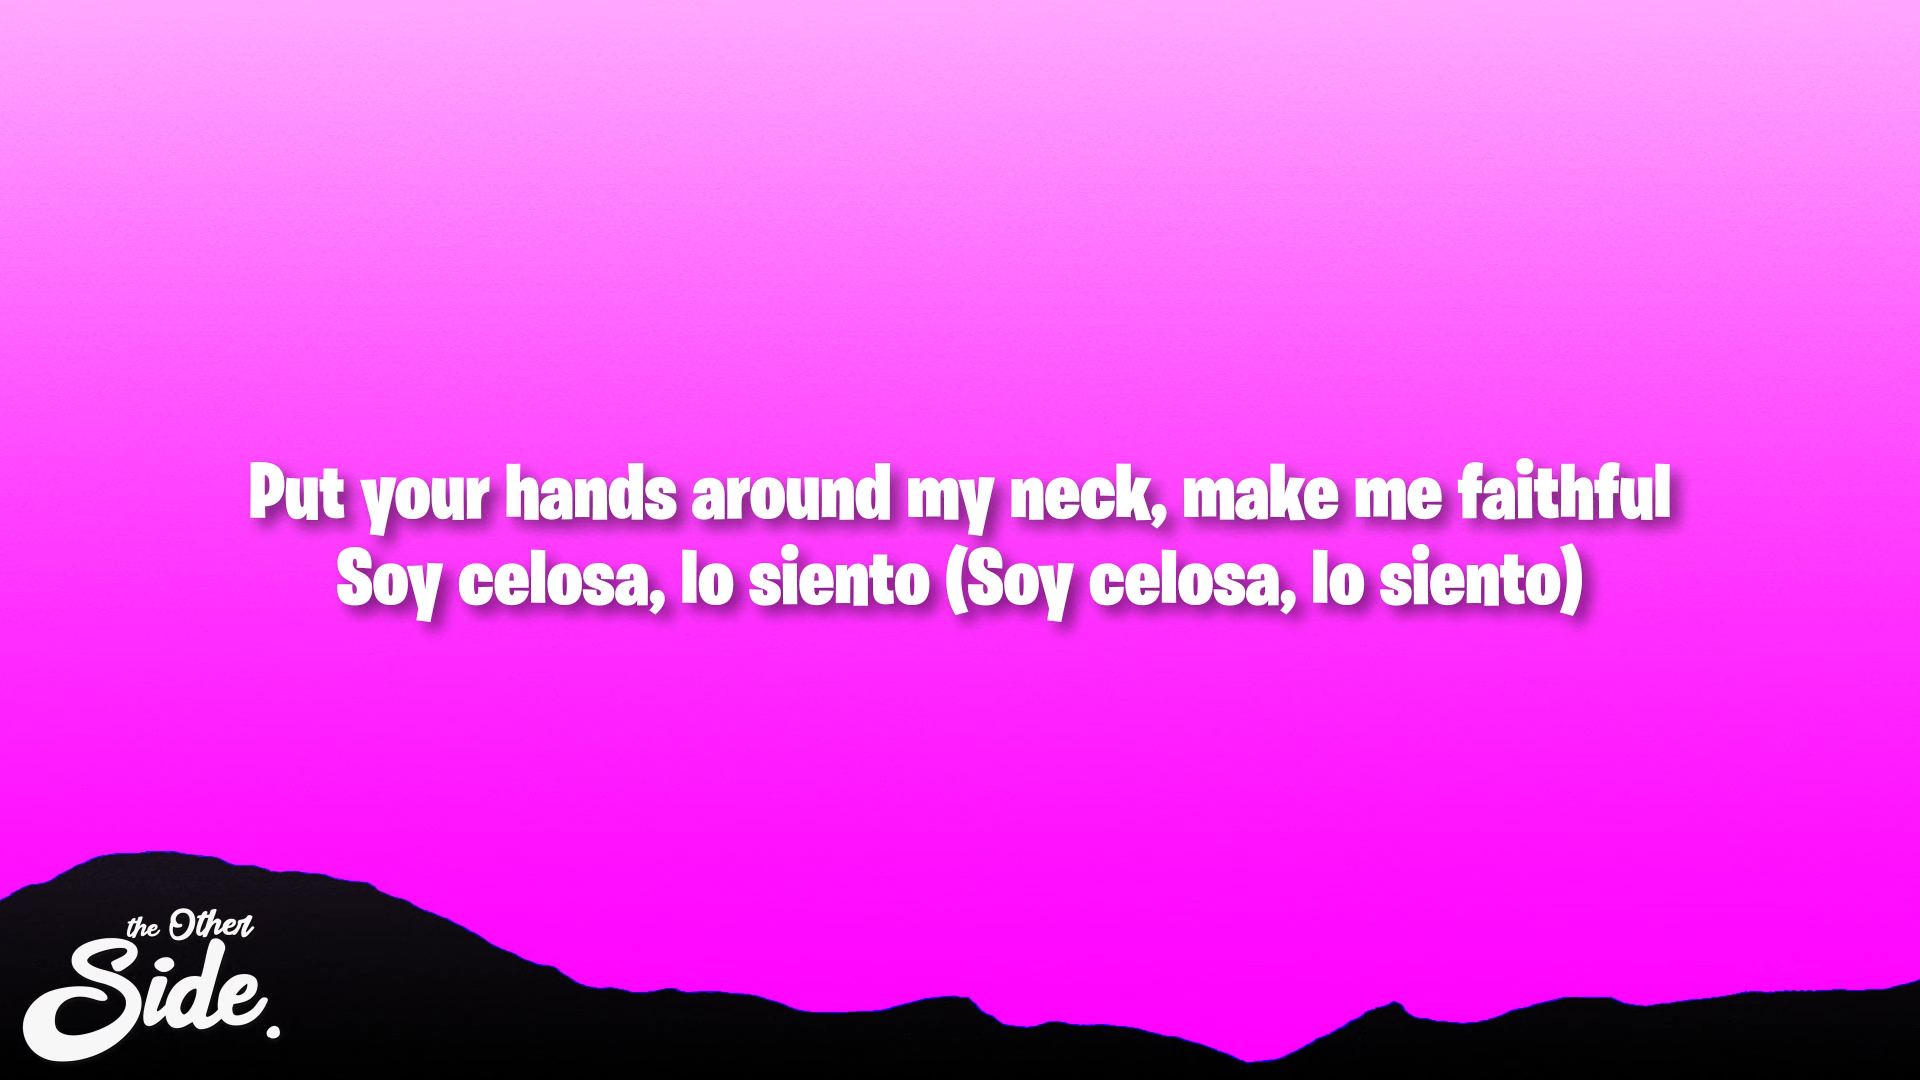 Put your hands around my neck, make me faithful
Soy celosa, lo siento (Soy celosa, lo siento)
the Other
Side.